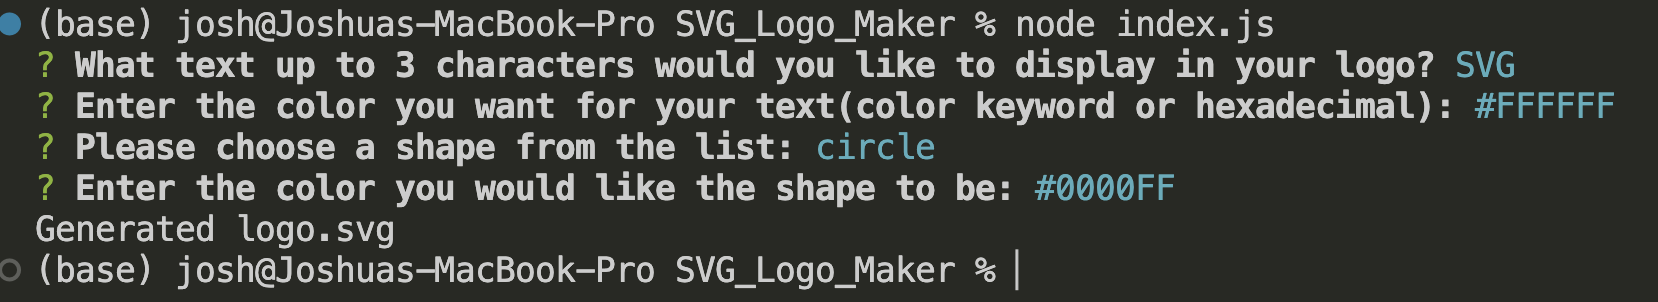 (base) josh@Joshuas-MacBook-Pro SVG_Logo_Maker % node index.js
? What text up to 3 characters would you like to display in your logo? SVG
? Enter the color you want for your text(color keyword or hexadecimal): #FFFFFF
? Please choose a shape from the list: circle
? Enter the color you would like the shape to be: #0000FF
Generated logo.svg
(base) josh@Joshuas-MacBook-Pro SVG_Logo_Maker %